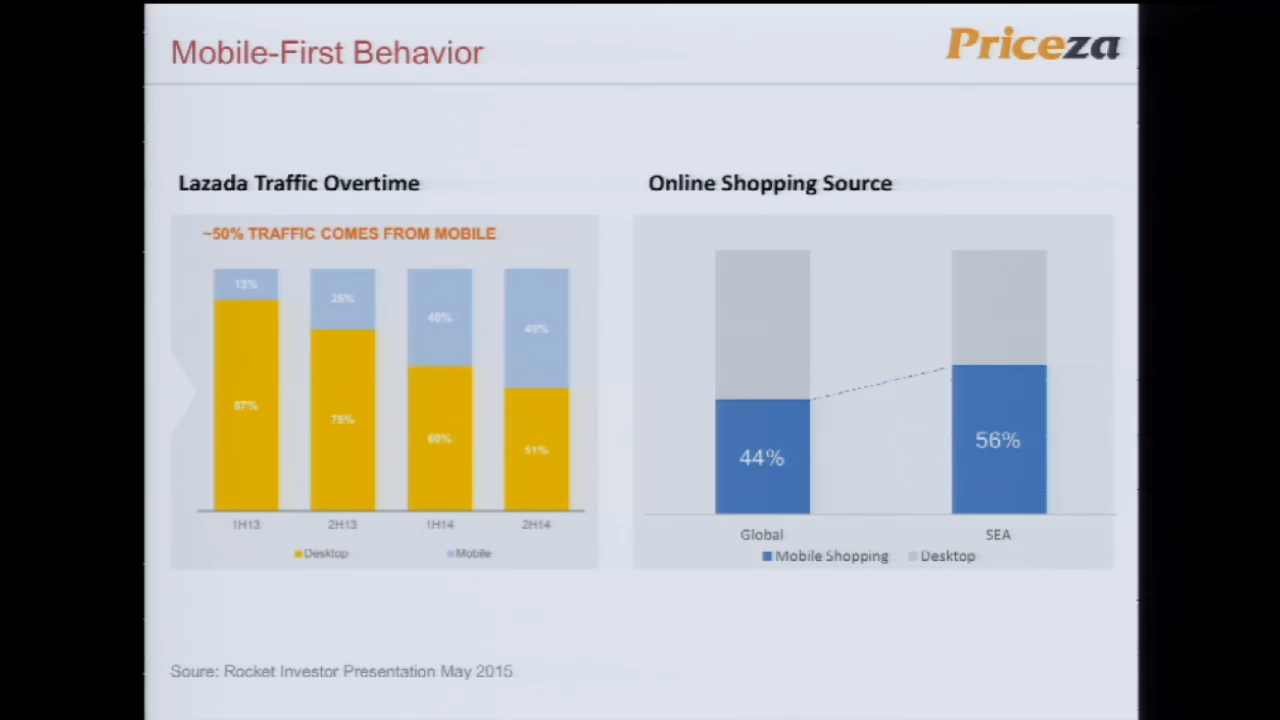 Mobile-First Behavior
Priceza
Lazada Traffic Overtime
~50% TRAFFIC COMES FROM MOBILE
13%
25%
40%
49%
87%
75%
60%
51%
1H13
2H13
1H14
2H14
Desktop
Mobile
Online Shopping Source
44%
56%
Global
SEA
Mobile Shopping
Desktop
Soure: Rocket Investor Presentation May 2015